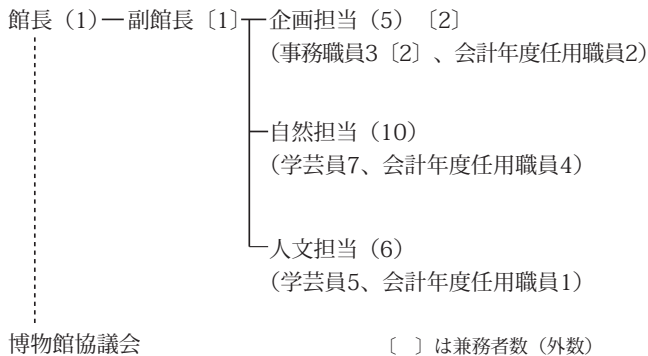 館長（1）―副館長〔1〕 企画担当（5）〔2〕
（事務職員3〔2〕、会計年度任用職員2）
自然担当（10）
（学芸員7、会計年度任用職員4）
人文担当（6）
（学芸員5、会計年度任用職員1）
博物館協議会
〔　〕は兼務者数（外数）